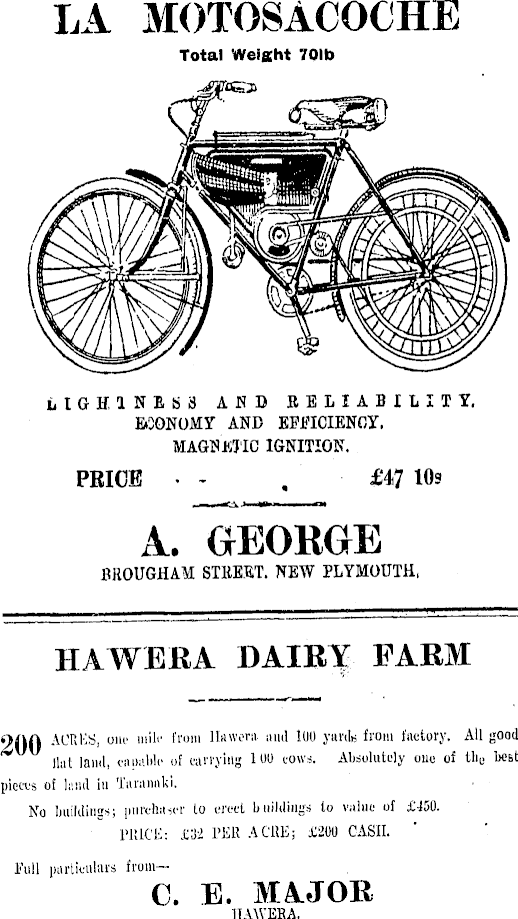 LA MOTOSACOCHE
Total Weight 70lb
LIGHTNESS AND RELIABILITY,
ECONOMY AND EFFICIENCY,
MAGNETIC IGNITION.
PRICE - - £47 10s
A. GEORGE
BROUGHAM STREET, NEW PLYMOUTH,
HAWERA DAIRY FARM
200 ACRES, one mile from Hawera and 100 yards from factory. All good
flat land, capable of carrying 100 cows. Absolutely one of the best
pieces of land in Taranaki.
No buildings; purchaser to erect buildings to value of £450.
PRICE: £32 PER ACRE; £200 CASH.
Full particulars from—
C. E. MAJOR
HAWERA.